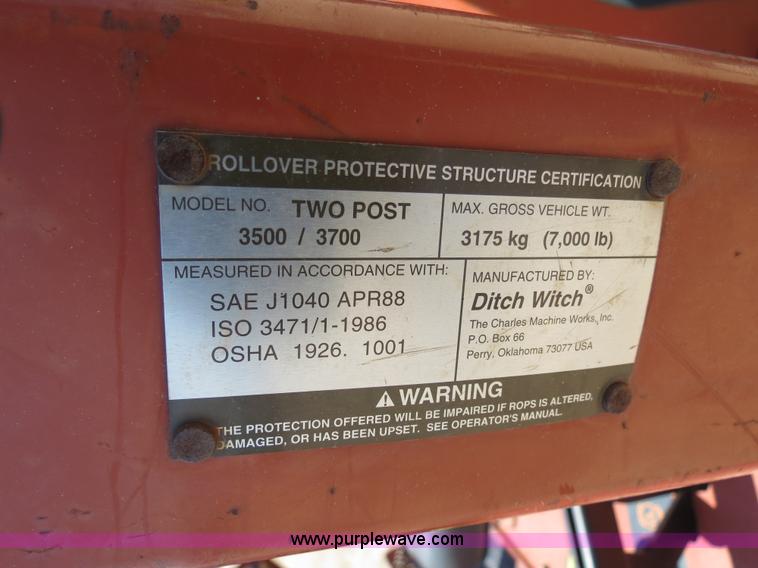 ROLLOVER PROTECTIVE STRUCTURE CERTIFICATION
MODEL NO. TWO POST
3500 / 3700
MAX. GROSS VEHICLE WT.
3175 kg (7,000 lb)
MEASURED IN ACCORDANCE WITH:
SAE J1040 APR88
ISO 3471/1-1986
OSHA 1926. 1001
MANUFACTURED BY:
Ditch Witch®
The Charles Machine Works, Inc.
P.O. Box 66
Perry, Oklahoma 73077 USA
⚠ WARNING
THE PROTECTION OFFERED WILL BE IMPAIRED IF ROPS IS ALTERED,
DAMAGED, OR HAS BEEN UPSET. SEE OPERATOR'S MANUAL.
www.purplewave.com